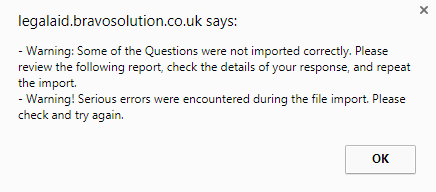 legalaid.bravosolution.co.uk says:
- Warning: Some of the Questions were not imported correctly. Please
review the following report, check the details of your response, and repeat
the import.
- Warning! Serious errors were encountered during the file import. Please
check and try again.
OK